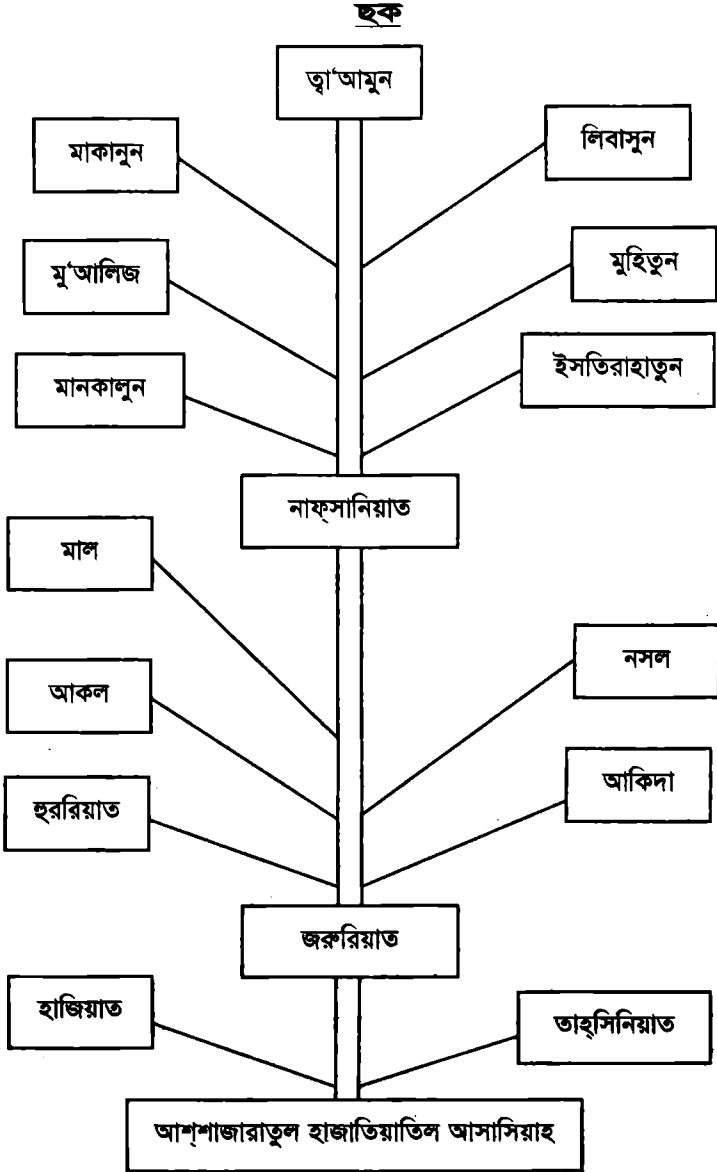 ছক
ত্বা‘আমুন
মাকানুন
লিবাসুন
মু‘আলিজ
মুহিতুন
মানকালুন
ইসতিরাহাতুন
নাফ্সানিয়াত
মাল
নসল
আকল
আকিদা
হুররিয়াত
জরুরিয়াত
হাজিয়াত
তাহ্সিনিয়াত
আশ্শাজারাতুল হাজাতিয়াতিল আসাসিয়াহ